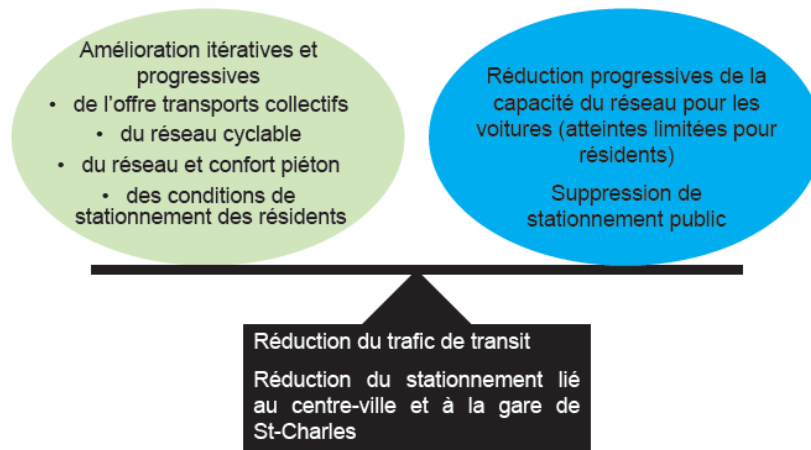 Amélioration itératives et
progressives
• de l'offre transports collectifs
• du réseau cyclable
• du réseau et confort piéton
• des conditions de
stationnement des résidents
Réduction progressives de la
capacité du réseau pour les
voitures (atteintes limitées pour
résidents)
Suppression de
stationnement public
Réduction du trafic de transit
Réduction du stationnement lié
au centre-ville et à la gare de
St-Charles